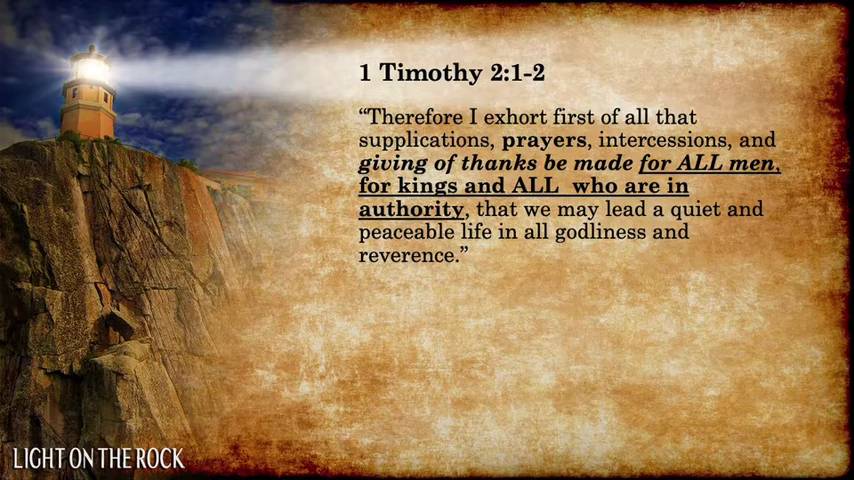 1 Timothy 2:1-2
“Therefore I exhort first of all that
supplications, prayers, intercessions, and
giving of thanks be made for ALL men,
for kings and ALL  who are in
authority, that we may lead a quiet and
peaceable life in all godliness and
reverence.”
LIGHT ON THE ROCK